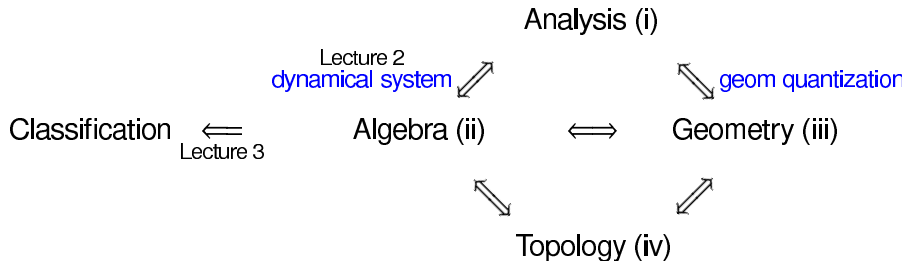 Analysis (i)
Lecture 2
dynamical system
geom quantization
Classification ⇐ Algebra (ii) ⟺ Geometry (iii)
Lecture 3
Topology (iv)